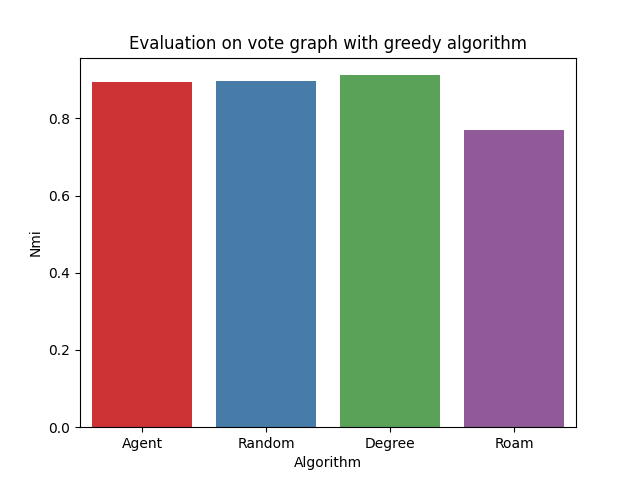 Evaluation on vote graph with greedy algorithm
Nmi
0.8
0.6
0.4
0.2
0.0
Agent Random Degree Roam
Algorithm